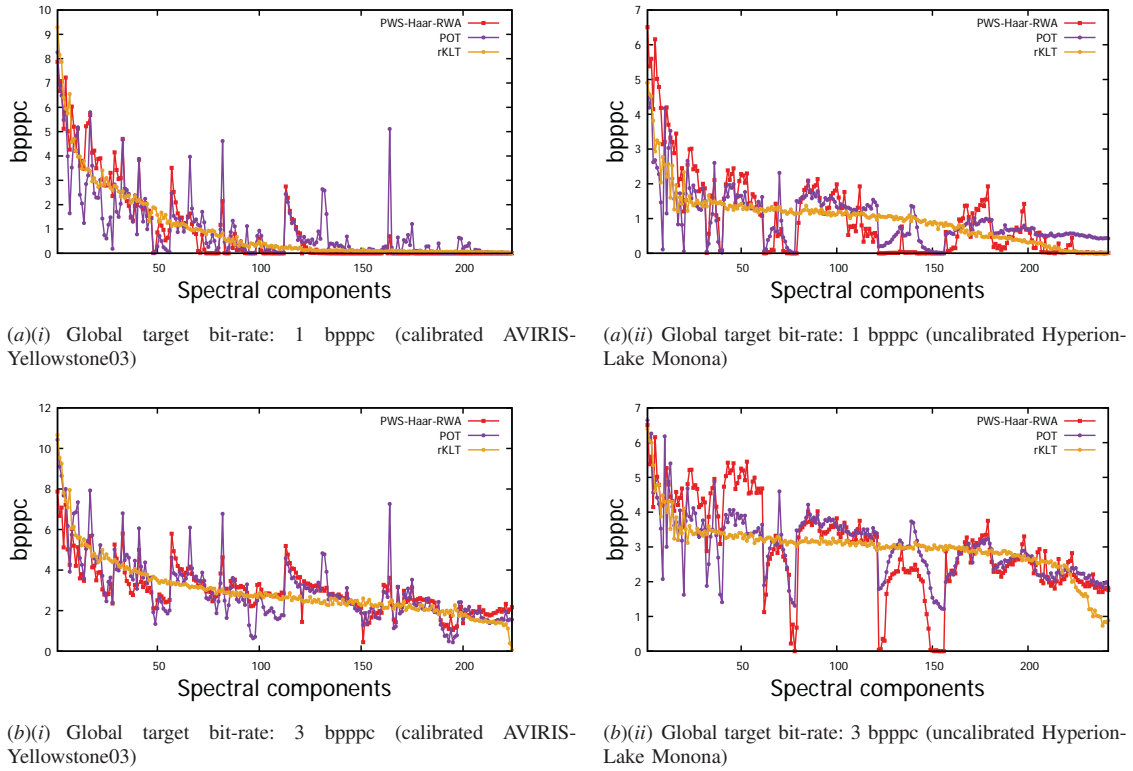 10
9
8
7
6
5
4
3
2
1
0
bpppc
PWS-Haar-RWA
POT
rKLT
50 100 150 200
Spectral components
(a)(i) Global target bit-rate: 1 bpppc (calibrated AVIRIS-
Yellowstone03)
7
6
5
4
3
2
1
0
bpppc
PWS-Haar-RWA
POT
rKLT
50 100 150 200
Spectral components
(a)(ii) Global target bit-rate: 1 bpppc (uncalibrated Hyperion-
Lake Monona)
12
10
8
6
4
2
0
bpppc
PWS-Haar-RWA
POT
rKLT
50 100 150 200
Spectral components
(b)(i) Global target bit-rate: 3 bpppc (calibrated AVIRIS-
Yellowstone03)
7
6
5
4
3
2
1
0
bpppc
PWS-Haar-RWA
POT
rKLT
50 100 150 200
Spectral components
(b)(ii) Global target bit-rate: 3 bpppc (uncalibrated Hyperion-
Lake Monona)